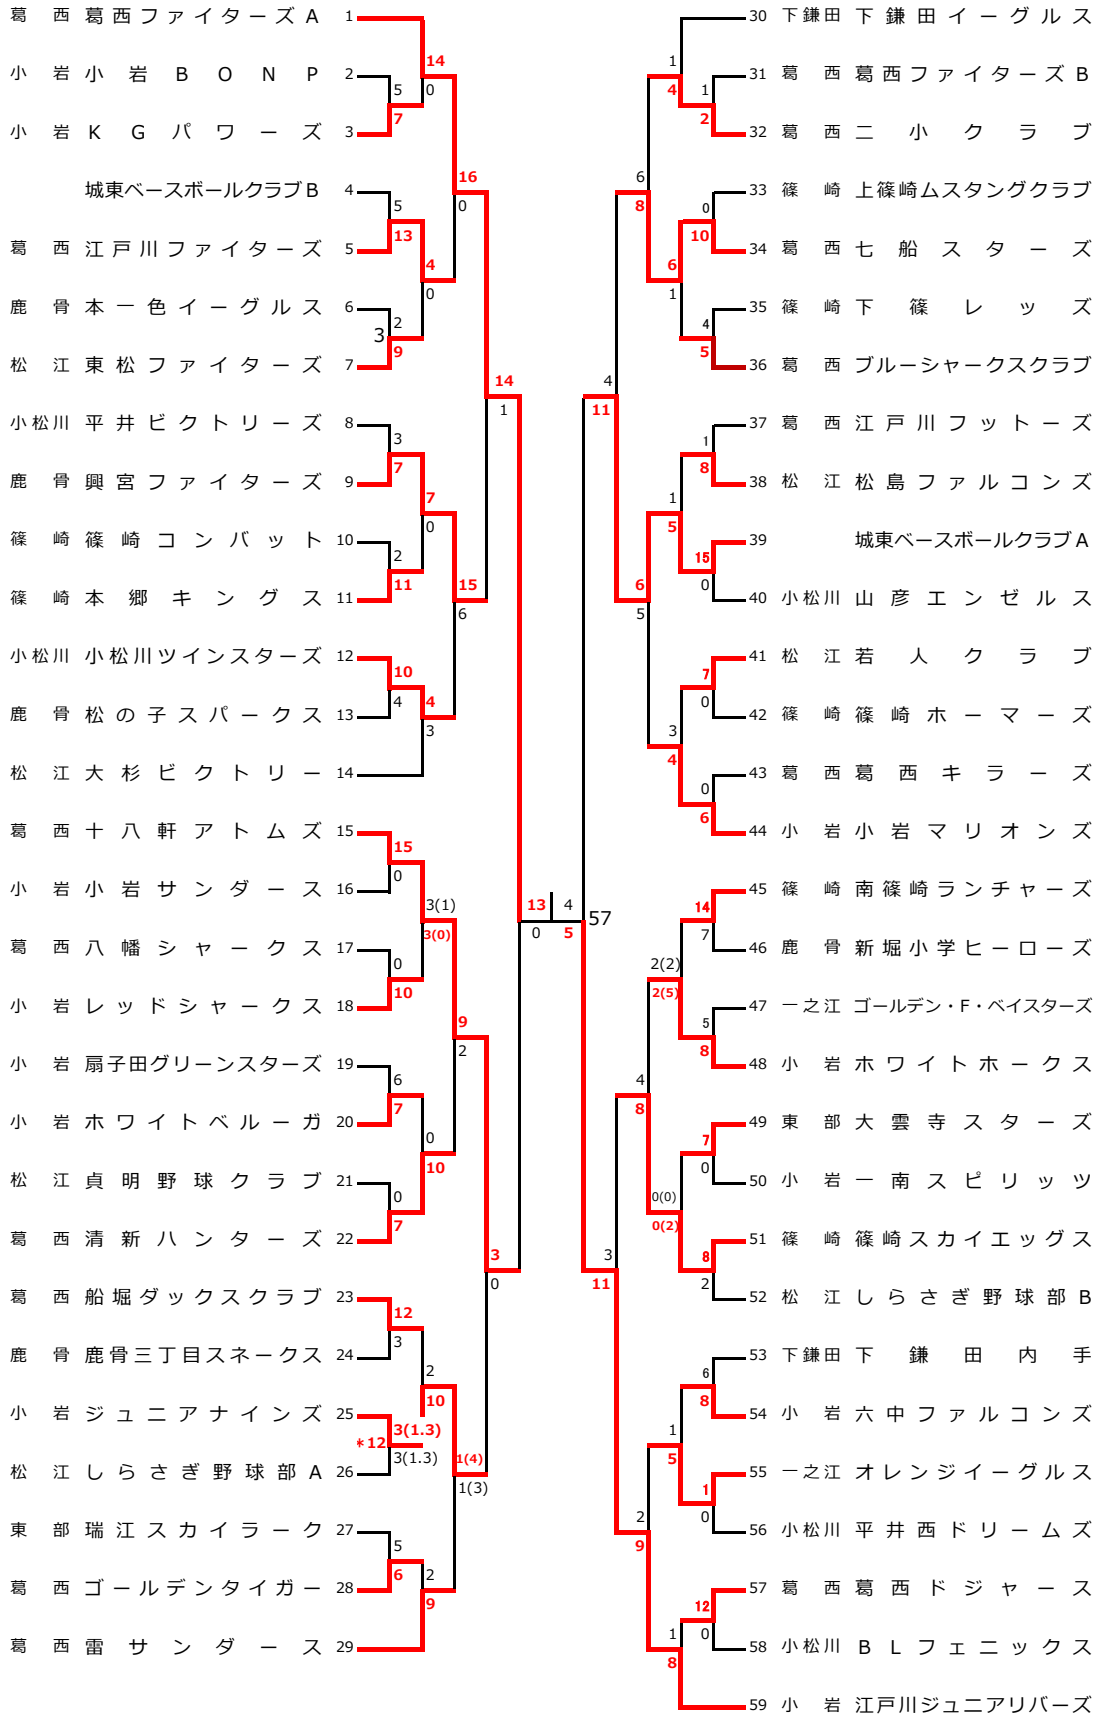 葛西 葛西ファイターズA 1
小岩 小岩BONP 2
小岩 KGパワーズ 3
城東ベースボールクラブB 4
葛西 江戸川ファイターズ 5
鹿骨 本一色イーグルス 6
松江 東松ファイターズ 7
小松川 平井ビクトリーズ 8
鹿骨 興宮ファイターズ 9
篠崎 篠崎コンバット 10
篠崎 本郷キングス 11
小松川 小松川ツインスターズ 12
鹿骨 松の子スパークス 13
松江 大杉ビクトリー 14
葛西 十八軒アトムズ 15
小岩 小岩サンダース 16
葛西 八幡シャークス 17
小岩 レッドシャークス 18
小岩 扇子田グリーンスターズ 19
小岩 ホワイトベルーガ 20
松江 貞明野球クラブ 21
葛西 清新ハンターズ 22
葛西 船堀ダックスクラブ 23
鹿骨 鹿骨三丁目スネークス 24
小岩 ジュニアナインズ 25
松江 しらさぎ野球部A 26
東部 瑞江スカイラーク 27
葛西 ゴールデンタイガー 28
葛西 雷サンダース 29
5
7
5
13
2
3
9
3
7
2
11
10
4
15
0
0
10
6
7
0
7
12
3
3(1.3)
*12
3(1.3)
5
6
14
0
4
0
7
0
4
3
3(1)
3(0)
0
10
2
10
2
9
16
0
15
6
9
2
1(4)
1(3)
14
1
3
0
13
0
4
5
57
4
11
3
11
6
8
6
5
4
8
2
9
1
4
6
1
1
5
3
4
2(2)
2(5)
0(0)
0(2)
1
5
1
8
1
2
0
10
4
5
1
8
15
0
7
0
0
6
14
7
5
8
7
0
8
2
6
8
1
0
12
0
30 下鎌田 下鎌田イーグルス
31 葛西 葛西ファイターズB
32 葛西 二小クラブ
33 篠崎 上篠崎ムスタングクラブ
34 葛西 七船スターズ
35 篠崎 下篠レッズ
36 葛西 ブルーシャークスクラブ
37 葛西 江戸川フットーズ
38 松江 松島ファルコンズ
39 城東ベースボールクラブA
40 小松川 山彦エンゼルス
41 松江 若人クラブ
42 篠崎 篠崎ホーマーズ
43 葛西 葛西キラーズ
44 小岩 小岩マリオンズ
45 篠崎 南篠崎ランチャーズ
46 鹿骨 新堀小学ヒーローズ
47 一之江 ゴールデン・F・ベイスターズ
48 小岩 ホワイトホークス
49 東部 大雲寺スターズ
50 小岩 一南スピリッツ
51 篠崎 篠崎スカイエッグス
52 松江 しらさぎ野球部B
53 下鎌田 下鎌田内手
54 小岩 六中ファルコンズ
55 一之江 オレンジイーグルス
56 小松川 平井西ドリームズ
57 葛西 葛西ドジャース
58 小松川 BLフェニックス
59 小岩 江戸川ジュニアリバーズ